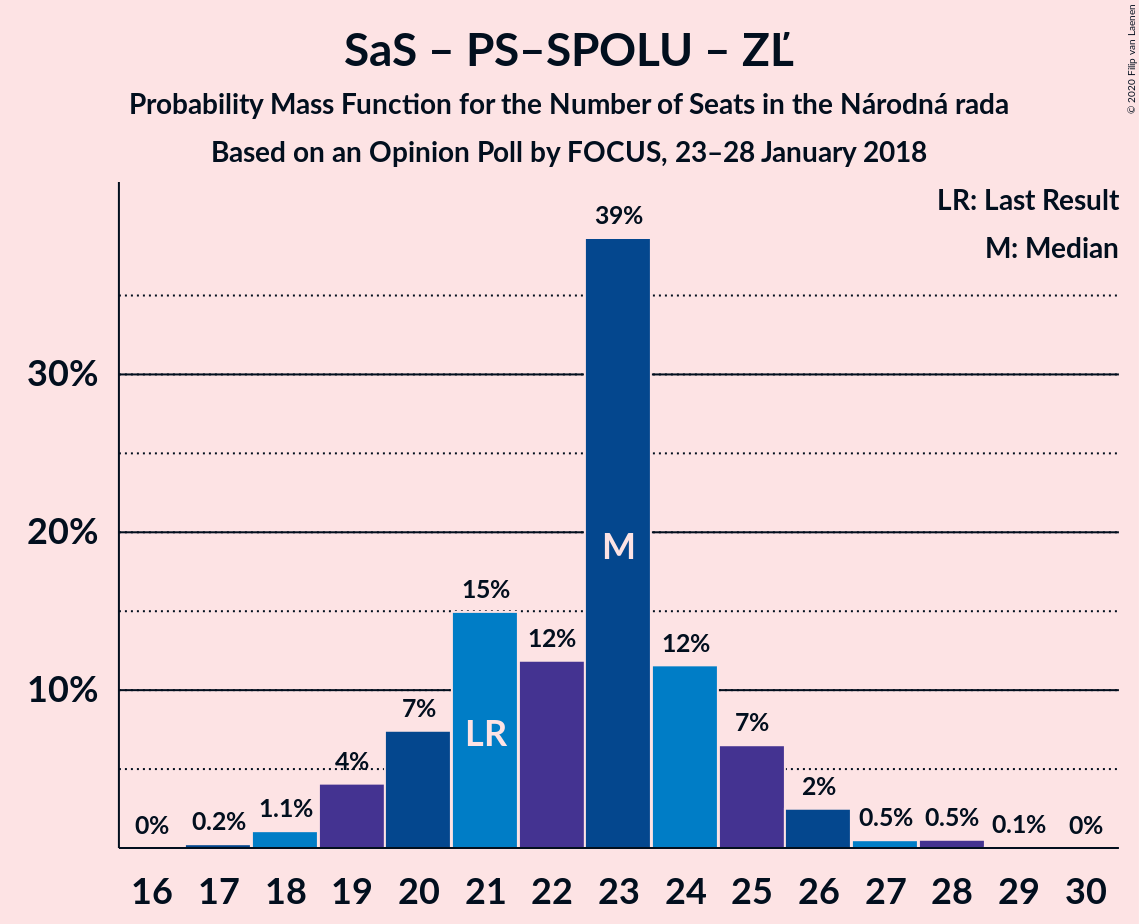 SaS – PS–SPOLU – ZĽ
Probability Mass Function for the Number of Seats in the Národná rada
Based on an Opinion Poll by FOCUS, 23–28 January 2018
© 2020 Filip van Laenen
LR: Last Result
M: Median
30%
20%
10%
0%
0.2%
1.1%
4%
7%
15%
12%
39%
12%
7%
2%
0.5%
0.5%
0.1%
0%
LR
M
16 17 18 19 20 21 22 23 24 25 26 27 28 29 30